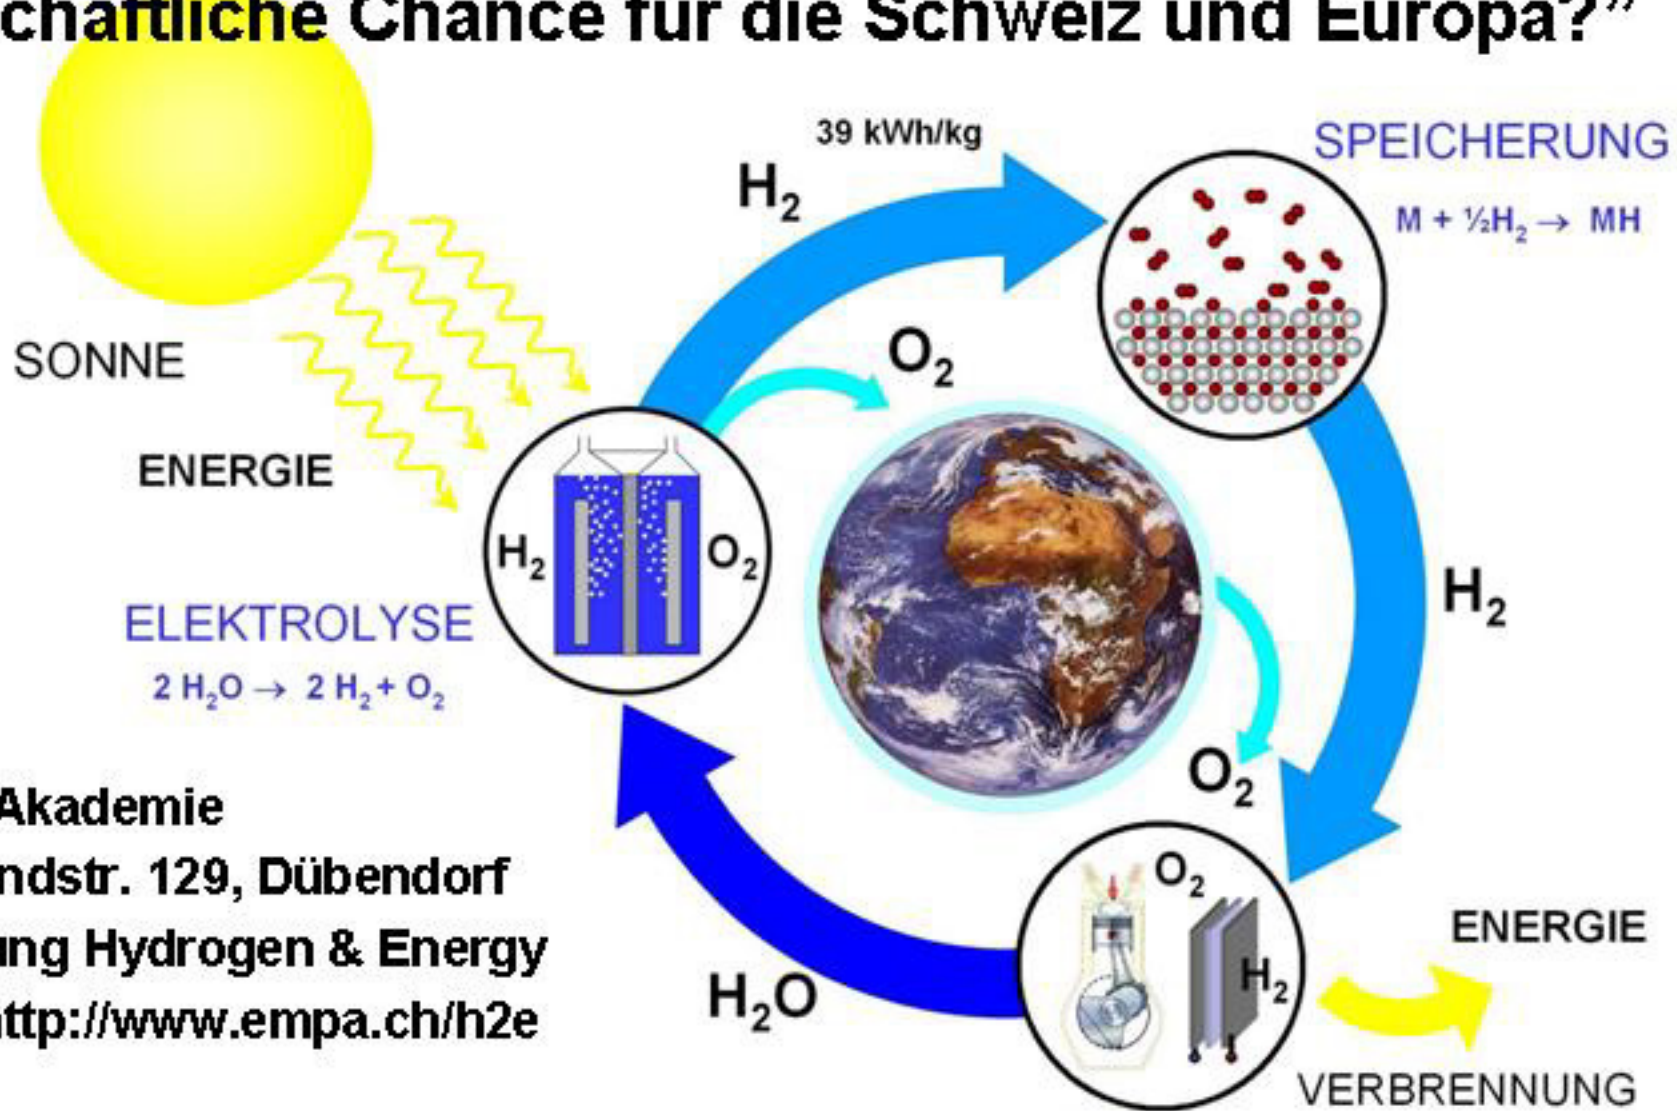 chaftliche Chance für die Schweiz und Europa?”
39 kWh/kg
H₂
SPEICHERUNG
M + ½H₂ → MH
O₂
SONNE
ENERGIE
H₂
O₂
ELEKTROLYSE
2 H₂O → 2 H₂ + O₂
H₂
O₂
Akademie
ndstr. 129, Dübendorf
ung Hydrogen & Energy
http://www.empa.ch/h2e
H₂O
O₂
H₂
ENERGIE
VERBRENNUNG